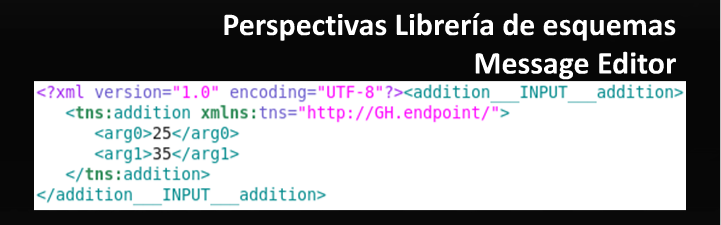 Perspectivas Librería de esquemas
Message Editor
<?xml version="1.0" encoding="UTF-8"?><addition___INPUT___addition>
<tns:addition xmlns:tns="http://GH.endpoint/">
<arg0>25</arg0>
<arg1>35</arg1>
</tns:addition>
</addition___INPUT___addition>